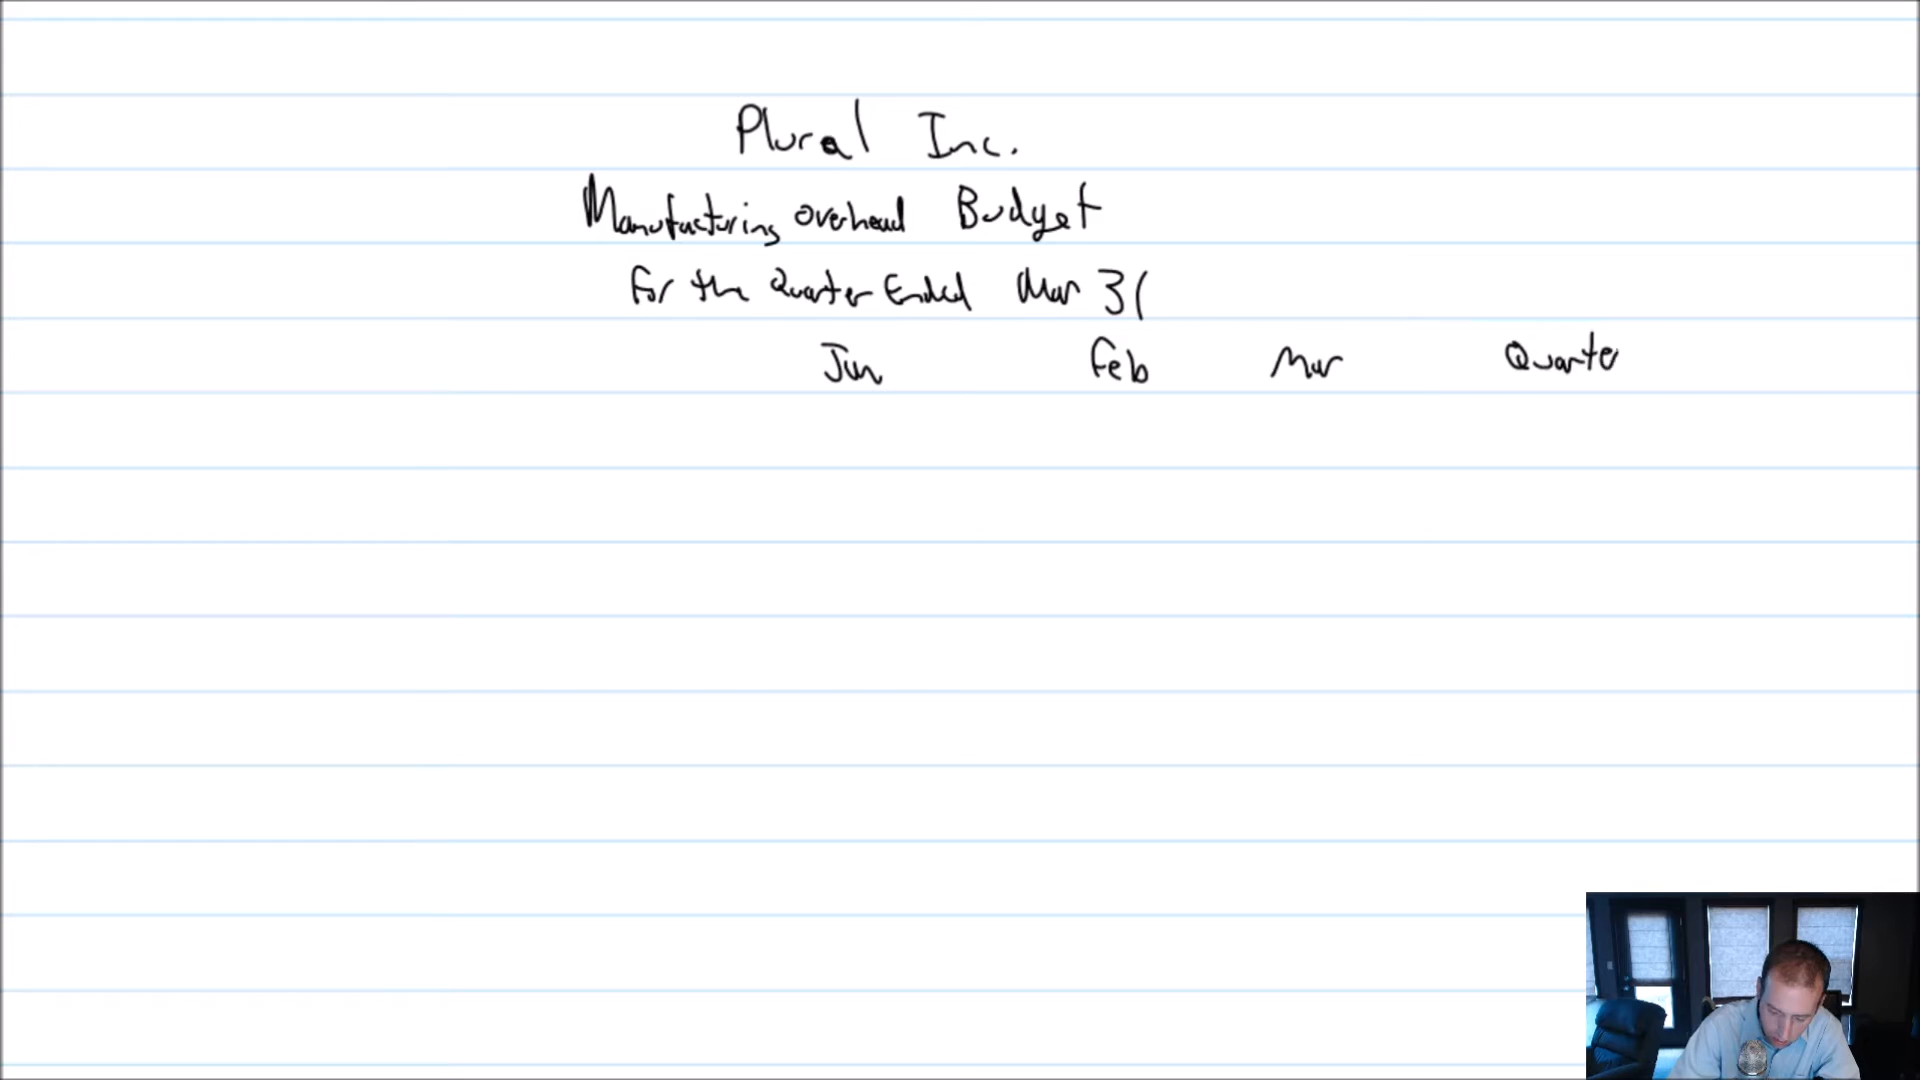 Plural Inc.
Manufacturing overhead Budget
For the Quarter Ended Mar 31
Jan Feb Mar Quarter